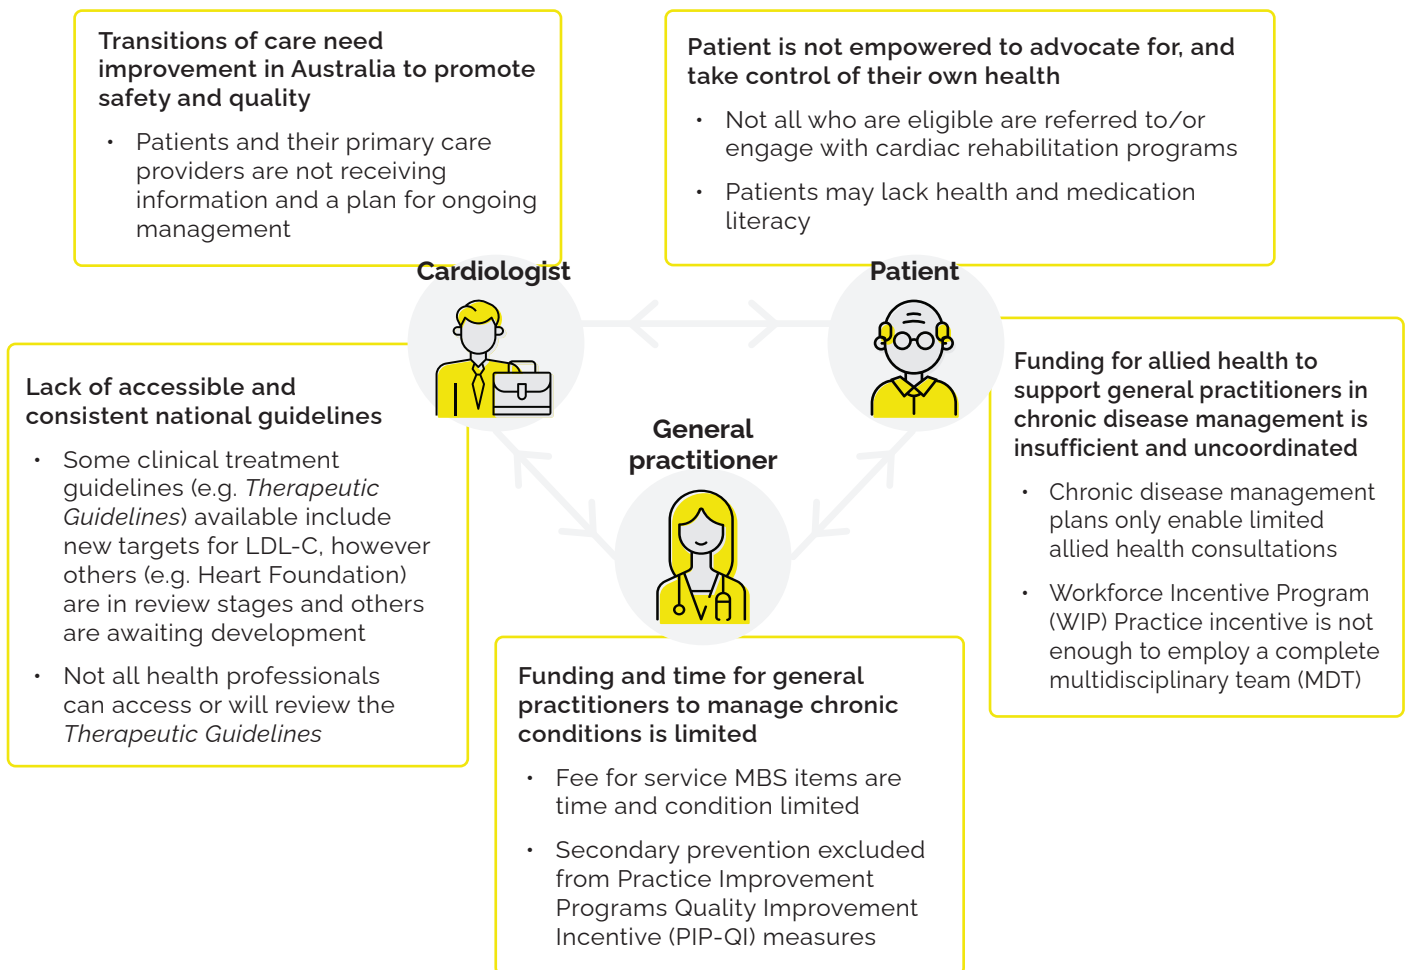 Transitions of care need
improvement in Australia to promote
safety and quality
• Patients and their primary care
providers are not receiving
information and a plan for ongoing
management
Patient is not empowered to advocate for, and
take control of their own health
• Not all who are eligible are referred to/or
engage with cardiac rehabilitation programs
• Patients may lack health and medication
literacy
Cardiologist
Patient
Lack of accessible and
consistent national guidelines
• Some clinical treatment
guidelines (e.g. Therapeutic
Guidelines) available include
new targets for LDL-C, however
others (e.g. Heart Foundation)
are in review stages and others
are awaiting development
• Not all health professionals
can access or will review the
Therapeutic Guidelines
General
practitioner
Funding for allied health to
support general practitioners in
chronic disease management is
insufficient and uncoordinated
• Chronic disease management
plans only enable limited
allied health consultations
• Workforce Incentive Program
(WIP) Practice incentive is not
enough to employ a complete
multidisciplinary team (MDT)
Funding and time for general
practitioners to manage chronic
conditions is limited
• Fee for service MBS items are
time and condition limited
• Secondary prevention excluded
from Practice Improvement
Programs Quality Improvement
Incentive (PIP-QI) measures